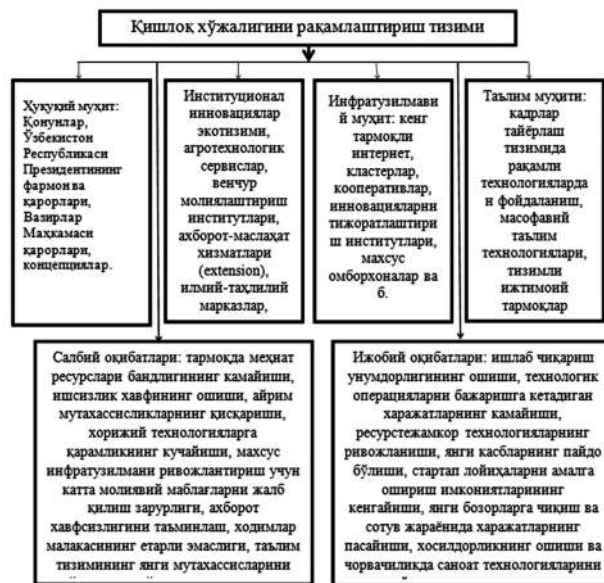 Қишлоқ хўжалигини рақамлаштириш тизими
Ҳуқуқий муҳит:
Қонунлар,
Ўзбекистон
Республикаси
Президентининг
фармон ва
қарорлари,
Вазирлар
Маҳкамаси
қарорлари,
концепциялар.
Институционал
инновациялар
экотизими,
агротехнологик
сервислар,
венчур
молиялаштириш
институтлари,
ахборот-маслаҳат
хизматлари
(extension),
илмий-таҳлилий
марказлар,
Инфратузилмави
й муҳит: кенг
тармоқли
интернет,
кластерлар,
кооперативлар,
инновацияларни
тижоратлаштири
ш институтлари,
махсус
омборхоналар ва
б.
Таълим муҳити:
кадрлар
тайёрлаш
тизимида
рақамли
технологияларда
н фойдаланиш,
масофавий
таълим
технологиялари,
тизимли
ижтимоий
тармоқлар
Салбий оқибатлари: тармоқда меҳнат
ресурслари бандлигининг камайиши,
ишсизлик хавфининг ошиши, айрим
мутахассисликларнинг қисқариши,
хорижий технологияларга
қарамликнинг кучайиши, махсус
инфратузилмани ривожлантириш учун
катта молиявий маблағларни жалб
қилиш зарурлиги, ахборот
хавфсизлигини таъминлаш, ходимлар
малакасининг етарли эмаслиги, таълим
тизимининг янги мутахассисларини
Ижобий оқибатлари: ишлаб чиқариш
унумдорлигининг ошиши, технологик
операцияларни бажаришга кетадиган
харажатларнинг камайиши,
ресурстежамкор технологияларнинг
ривожланиши, янги касбларнинг пайдо
бўлиши, стартап лойиҳаларни амалга
ошириш имкониятларининг
кенгайиши, янги бозорларга чиқиш ва
сотув жараёнида харажатларнинг
пасайиши, хосилдорликнинг ошиши ва
чорвачиликда саноат технологияларини